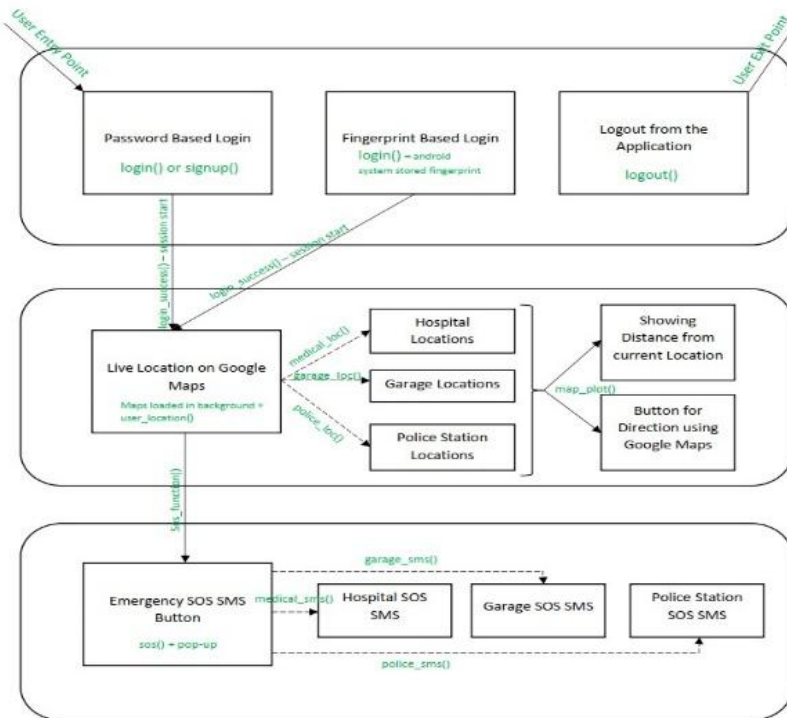 User Entry Point
User Exit Point
Password Based Login
login() or signup()
Fingerprint Based Login
login() – android
system stored fingerprint
Logout from the
Application
logout()
login_success() – session start
login_success() – session start
Live Location on Google
Maps
Maps loaded in background +
user_location()
medical_loc()
garage_loc()
police_loc()
Hospital
Locations
Garage Locations
Police Station
Locations
map_plot()
Showing
Distance from
current Location
Button for
Direction using
Google Maps
Sms_function()
Emergency SOS SMS
Button
sos() + pop-up
garage_sms()
medical_sms()
police_sms()
Hospital SOS
SMS
Garage SOS SMS
Police Station
SOS SMS